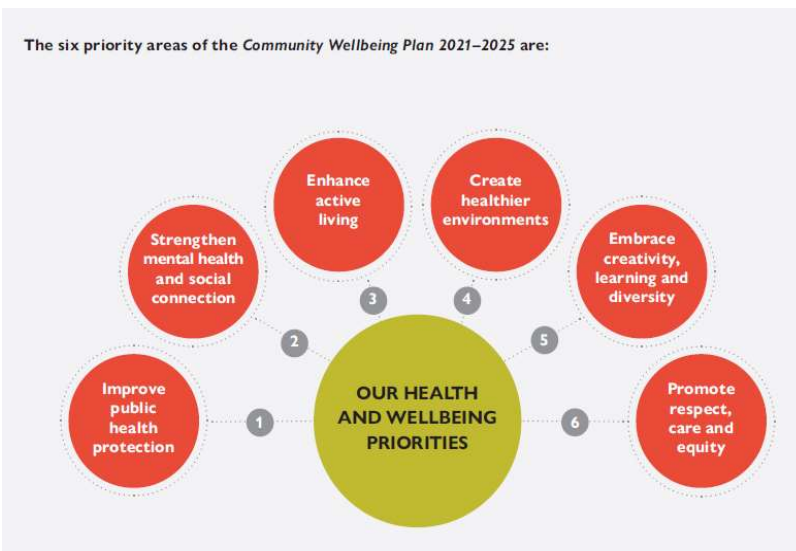 The six priority areas of the Community Wellbeing Plan 2021–2025 are:
Improve
public
health
protection
1
Strengthen
mental health
and social
connection
2
Enhance
active
living
3
Create
healthier
environments
4
Embrace
creativity,
learning and
diversity
5
Promote
respect,
care and
equity
6
OUR HEALTH
AND WELLBEING
PRIORITIES